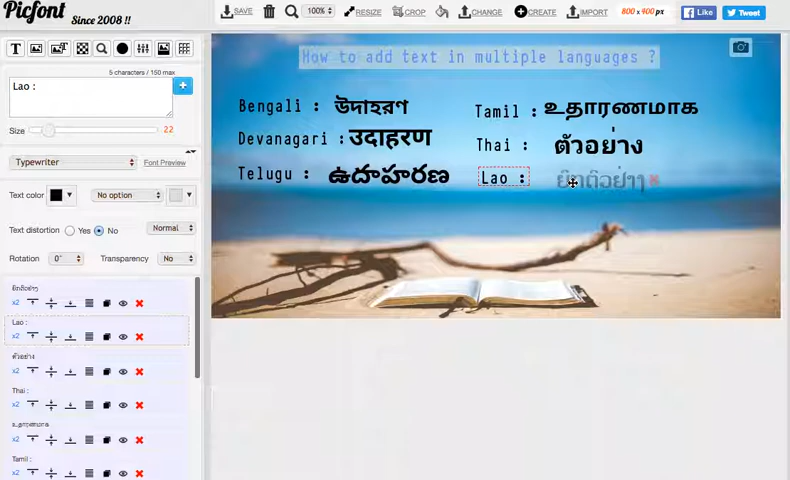 Picfont
Since 2008 !!
SAVE
100%
RESIZE
CROP
CHANGE
CREATE
IMPORT
800 x 400 px
Like
Tweet
5 characters / 150 max
Lao :
Size
22
Typewriter
Font Preview
Text color
No option
Text distortion
Yes
No
Normal
Rotation
0°
Transparency
No
ยົกຕົວຢ່າງ
x2
Lao :
x2
ตัวอย่าง
x2
Thai :
x2
உதாரணமாக
x2
Tamil :
x2
How to add text in multiple languages ?
Bengali : উদাহরণ
Devanagari : उदाहरण
Telugu : ఉదాహరణ
Tamil : உதாரணமாக
Thai : ตัวอย่าง
Lao : ຍົກຕົວຢ່າງ